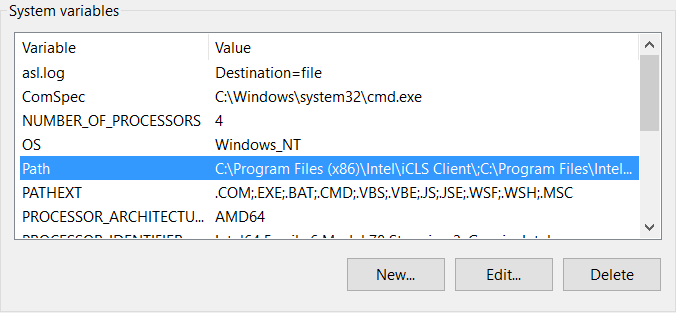 System variables
Variable Value
asl.log Destination=file
ComSpec C:\Windows\system32\cmd.exe
NUMBER_OF_PROCESSORS 4
OS Windows_NT
Path C:\Program Files (x86)\Intel\iCLS Client\;C:\Program Files\Intel...
PATHEXT .COM;.EXE;.BAT;.CMD;.VBS;.VBE;.JS;.JSE;.WSF;.WSH;.MSC
PROCESSOR_ARCHITECTU... AMD64
New... Edit... Delete